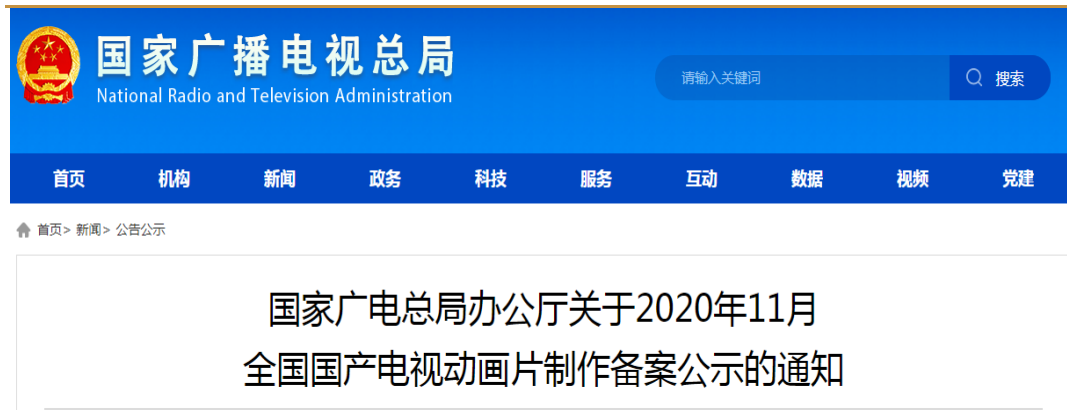 国家广播电视总局
National Radio and Television Administration
请输入关键词
搜索
首页 机构 新闻 政务 科技 服务 互动 数据 视频 党建
首页> 新闻> 公告公示
国家广电总局办公厅关于2020年11月
全国国产电视动画片制作备案公示的通知